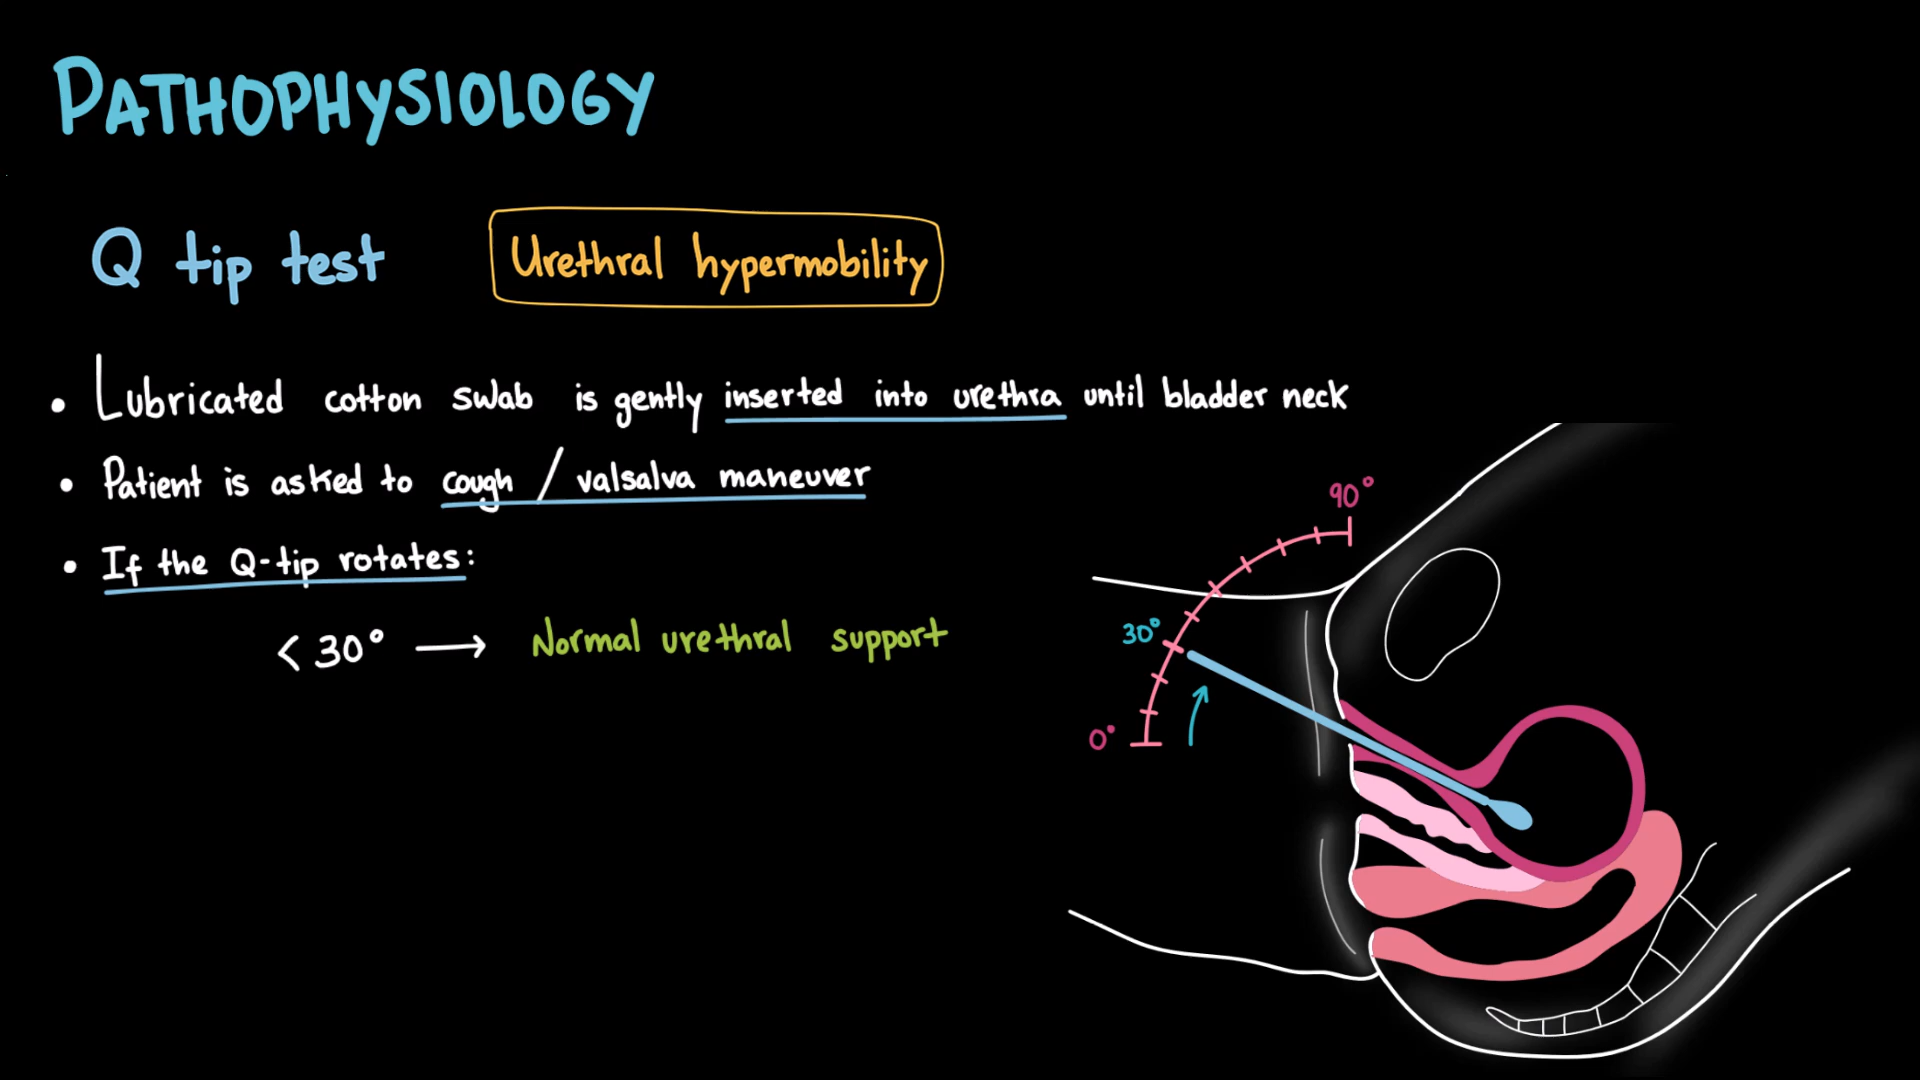 PATHOPHYSIOLOGY
Q tip test
Urethral hypermobility
• Lubricated cotton swab is gently inserted into urethra until bladder neck
• Patient is asked to cough / valsalva maneuver
• If the Q-tip rotates:
< 30° → Normal urethral support
90°
30°
0°